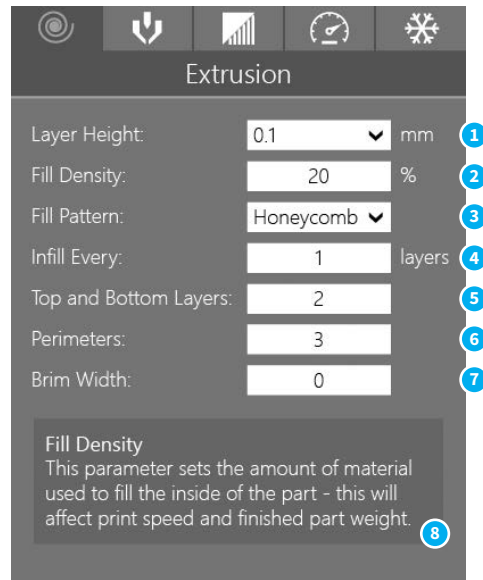 Extrusion
Layer Height: 0.1 mm 1
Fill Density: 20 % 2
Fill Pattern: Honeycomb 3
Infill Every: 1 layers 4
Top and Bottom Layers: 2 5
Perimeters: 3 6
Brim Width: 0 7
Fill Density
This parameter sets the amount of material
used to fill the inside of the part - this will
affect print speed and finished part weight.
8